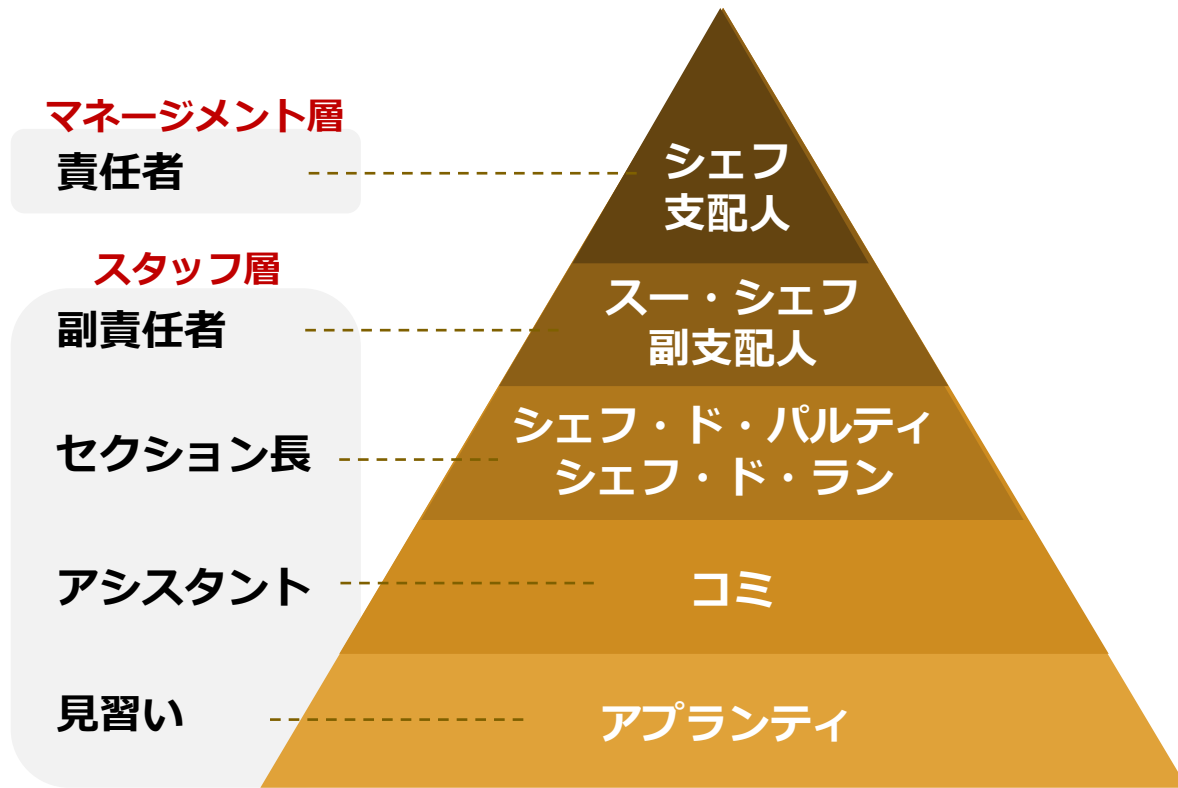 マネージメント層
責任者
シェフ
支配人
スタッフ層
副責任者
スー・シェフ
副支配人
セクション長
シェフ・ド・パルティ
シェフ・ド・ラン
アシスタント
コミ
見習い
アプランティ